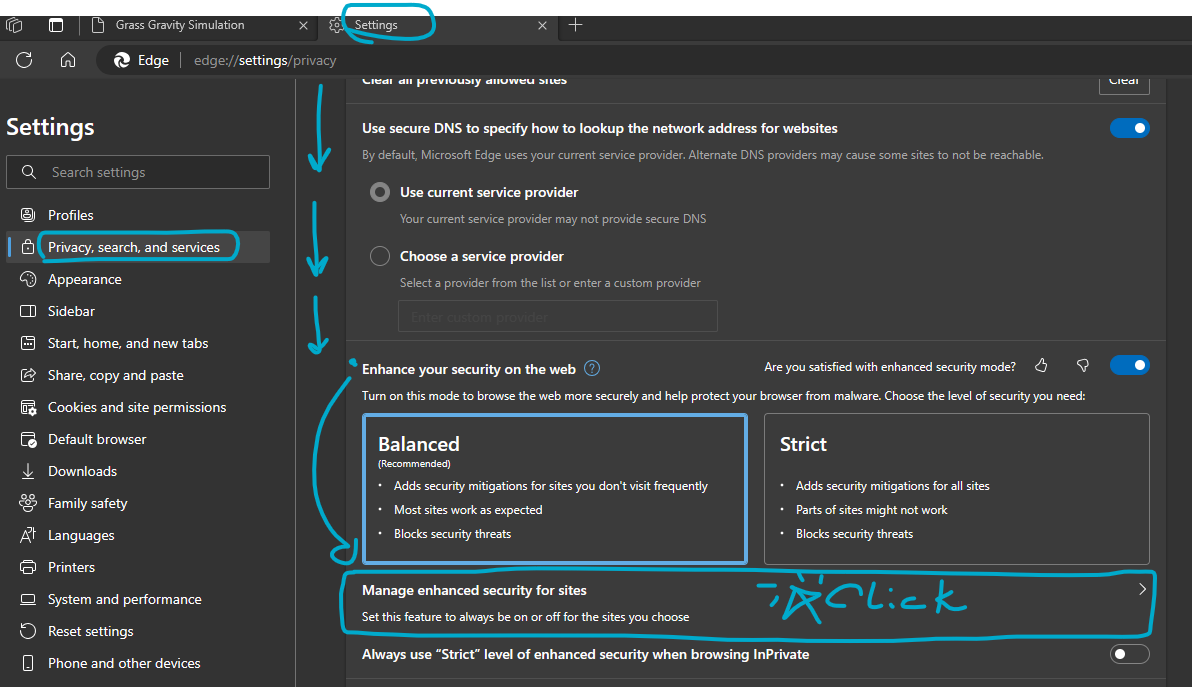 Grass Gravity Simulation
Settings
Edge
edge://settings/privacy
Settings
Search settings
Profiles
Privacy, search, and services
Appearance
Sidebar
Start, home, and new tabs
Share, copy and paste
Cookies and site permissions
Default browser
Downloads
Family safety
Languages
Printers
System and performance
Reset settings
Phone and other devices
Clear all previously allowed sites
Clear
Use secure DNS to specify how to lookup the network address for websites
By default, Microsoft Edge uses your current service provider. Alternate DNS providers may cause some sites to not be reachable.
Use current service provider
Your current service provider may not provide secure DNS
Choose a service provider
Select a provider from the list or enter a custom provider
Enter custom provider
Enhance your security on the web
Are you satisfied with enhanced security mode?
Turn on this mode to browse the web more securely and help protect your browser from malware. Choose the level of security you need:
Balanced
(Recommended)
• Adds security mitigations for sites you don't visit frequently
• Most sites work as expected
• Blocks security threats
Strict
• Adds security mitigations for all sites
• Parts of sites might not work
• Blocks security threats
Manage enhanced security for sites
Set this feature to always be on or off for the sites you choose
Click
Always use “Strict” level of enhanced security when browsing InPrivate